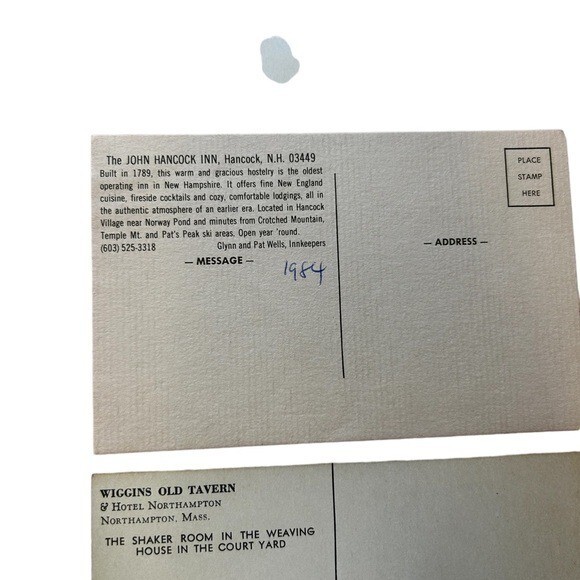 The JOHN HANCOCK INN, Hancock, N.H. 03449
Built in 1789, this warm and gracious hostelry is the oldest
operating inn in New Hampshire. It offers fine New England
cuisine, fireside cocktails and cozy, comfortable lodgings, all in
the authentic atmosphere of an earlier era. Located in Hancock
Village near Norway Pond and minutes from Crotched Mountain,
Temple Mt. and Pat's Peak ski areas. Open year 'round.
(603) 525-3318 Glynn and Pat Wells, Innkeepers
— MESSAGE —
1984
— ADDRESS —
PLACE
STAMP
HERE
WIGGINS OLD TAVERN
& HOTEL NORTHAMPTON
NORTHAMPTON, MASS.
THE SHAKER ROOM IN THE WEAVING
HOUSE IN THE COURT YARD